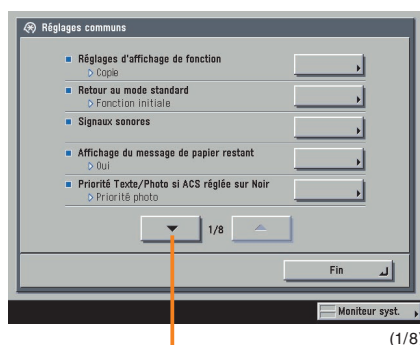 Réglages communs
Réglages d'affichage de fonction
Copie
Retour au mode standard
Fonction initiale
Signaux sonores
Affichage du message de papier restant
Oui
Priorité Texte/Photo si ACS réglée sur Noir
Priorité photo
1/8
Fin
Moniteur syst.
(1/8)